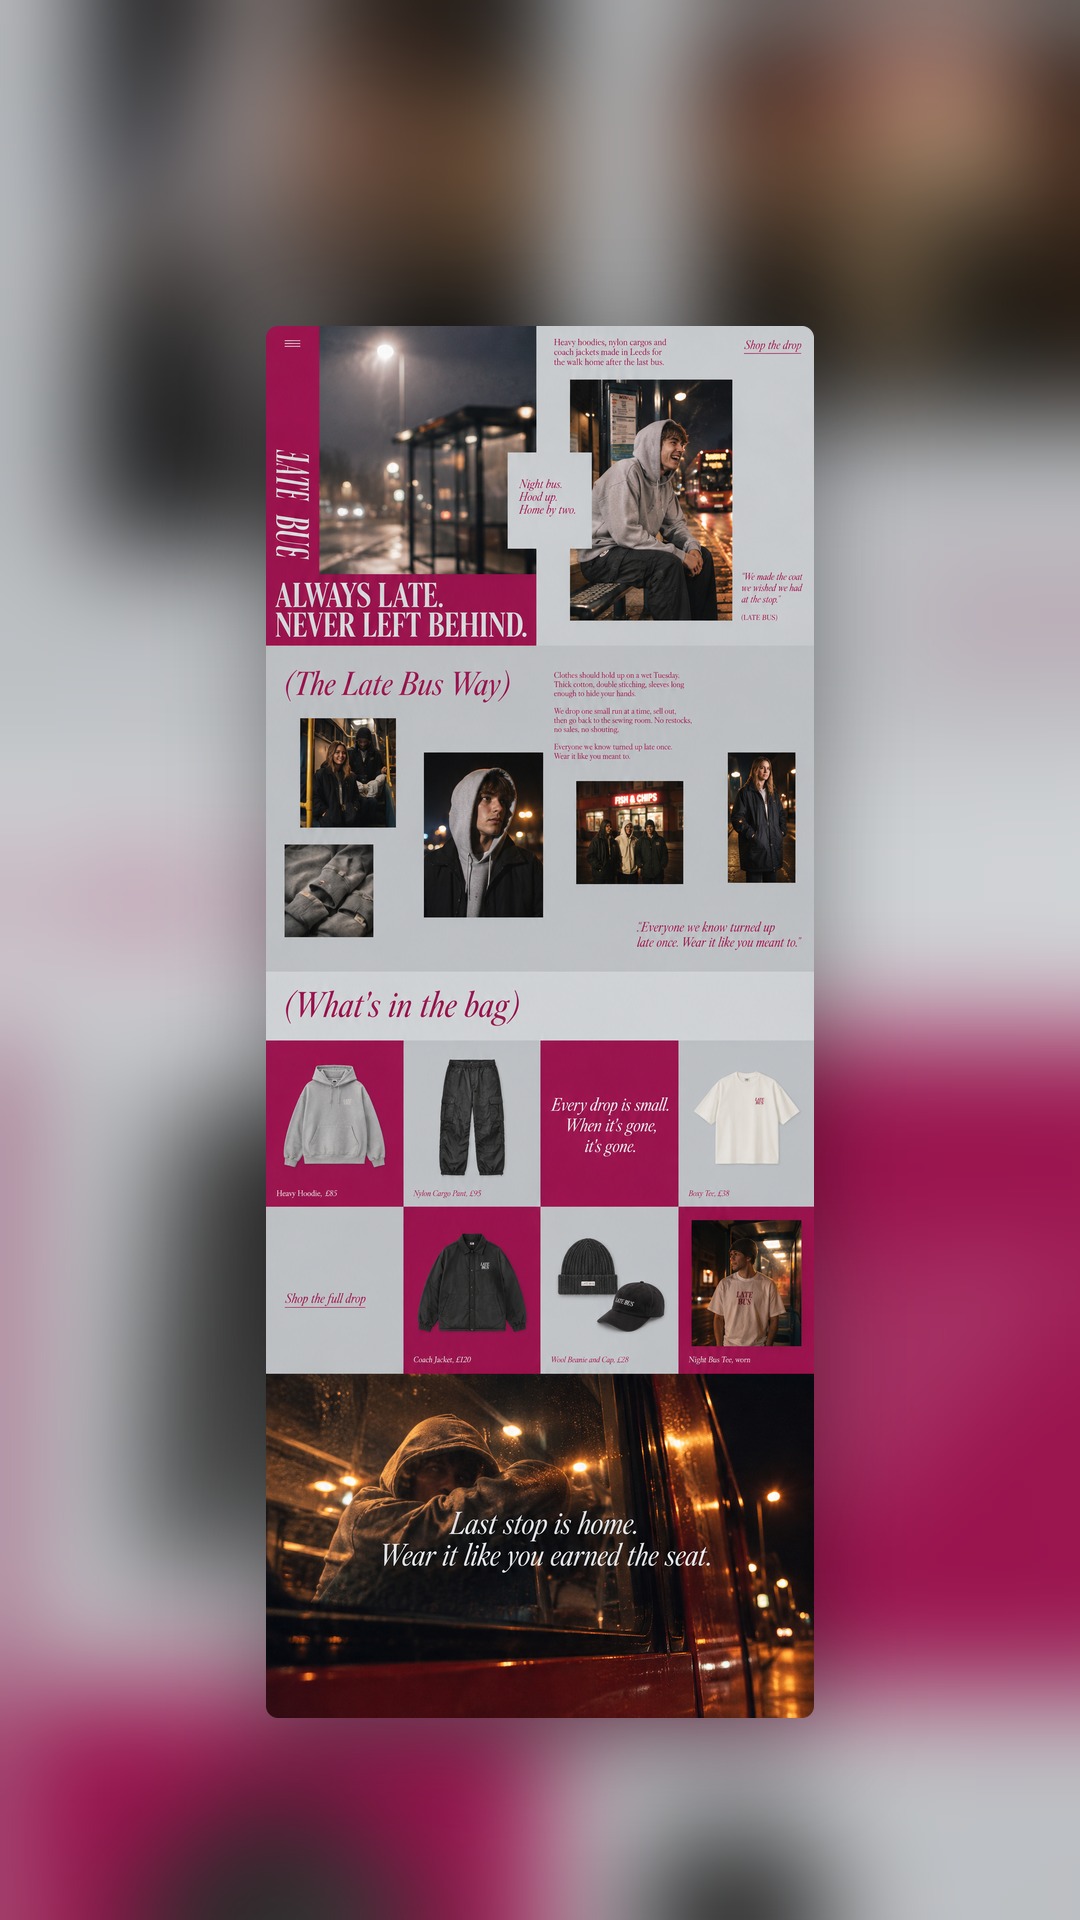 LATE BUE
ALWAYS LATE.
NEVER LEFT BEHIND.
Heavy hoodies, nylon cargos and
coach jackets made in Leeds for
the walk home after the last bus.
Shop the drop
Night bus.
Hood up.
Home by two.
"We made the coat
we wished we had
at the stop."
(LATE BUS)
(The Late Bus Way)
Clothes should hold up on a wet Tuesday.
Thick cotton, double stitching, sleeves long
enough to hide your hands.
We drop one small run at a time, sell out,
then go back to the sewing room. No restocks,
no sales, no shouting.
Everyone we know turned up late once.
Wear it like you meant to.
FISH & CHIPS
"Everyone we know turned up
late once. Wear it like you meant to."
(What's in the bag)
Heavy Hoodie, £85
Nylon Cargo Pant, £95
Every drop is small.
When it's gone,
it's gone.
Boxy Tee, £38
Shop the full drop
Coach Jacket, £120
LATE BUS
Wool Beanie and Cap, £28
LATE
BUS
Night Bus Tee, worn
Last stop is home.
Wear it like you earned the seat.